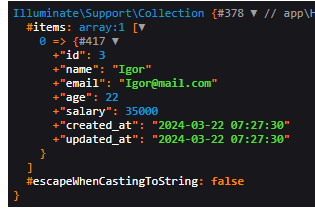 Illuminate\Support\Collection {#378 ▼ // app\H
  #items: array:1 [▼
    0 => {#417 ▼
      +"id": 3
      +"name": "Igor"
      +"email": "Igor@mail.com"
      +"age": 22
      +"salary": 35000
      +"created_at": "2024-03-22 07:27:30"
      +"updated_at": "2024-03-22 07:27:30"
    }
  ]
  #escapeWhenCastingToString: false
}